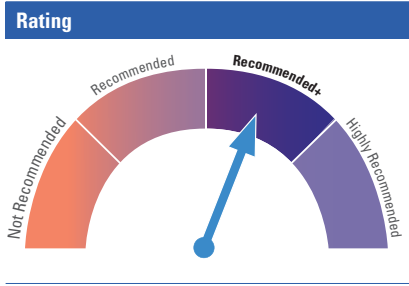 Rating
Not Recommended
Recommended
Recommended+
Highly Recommended